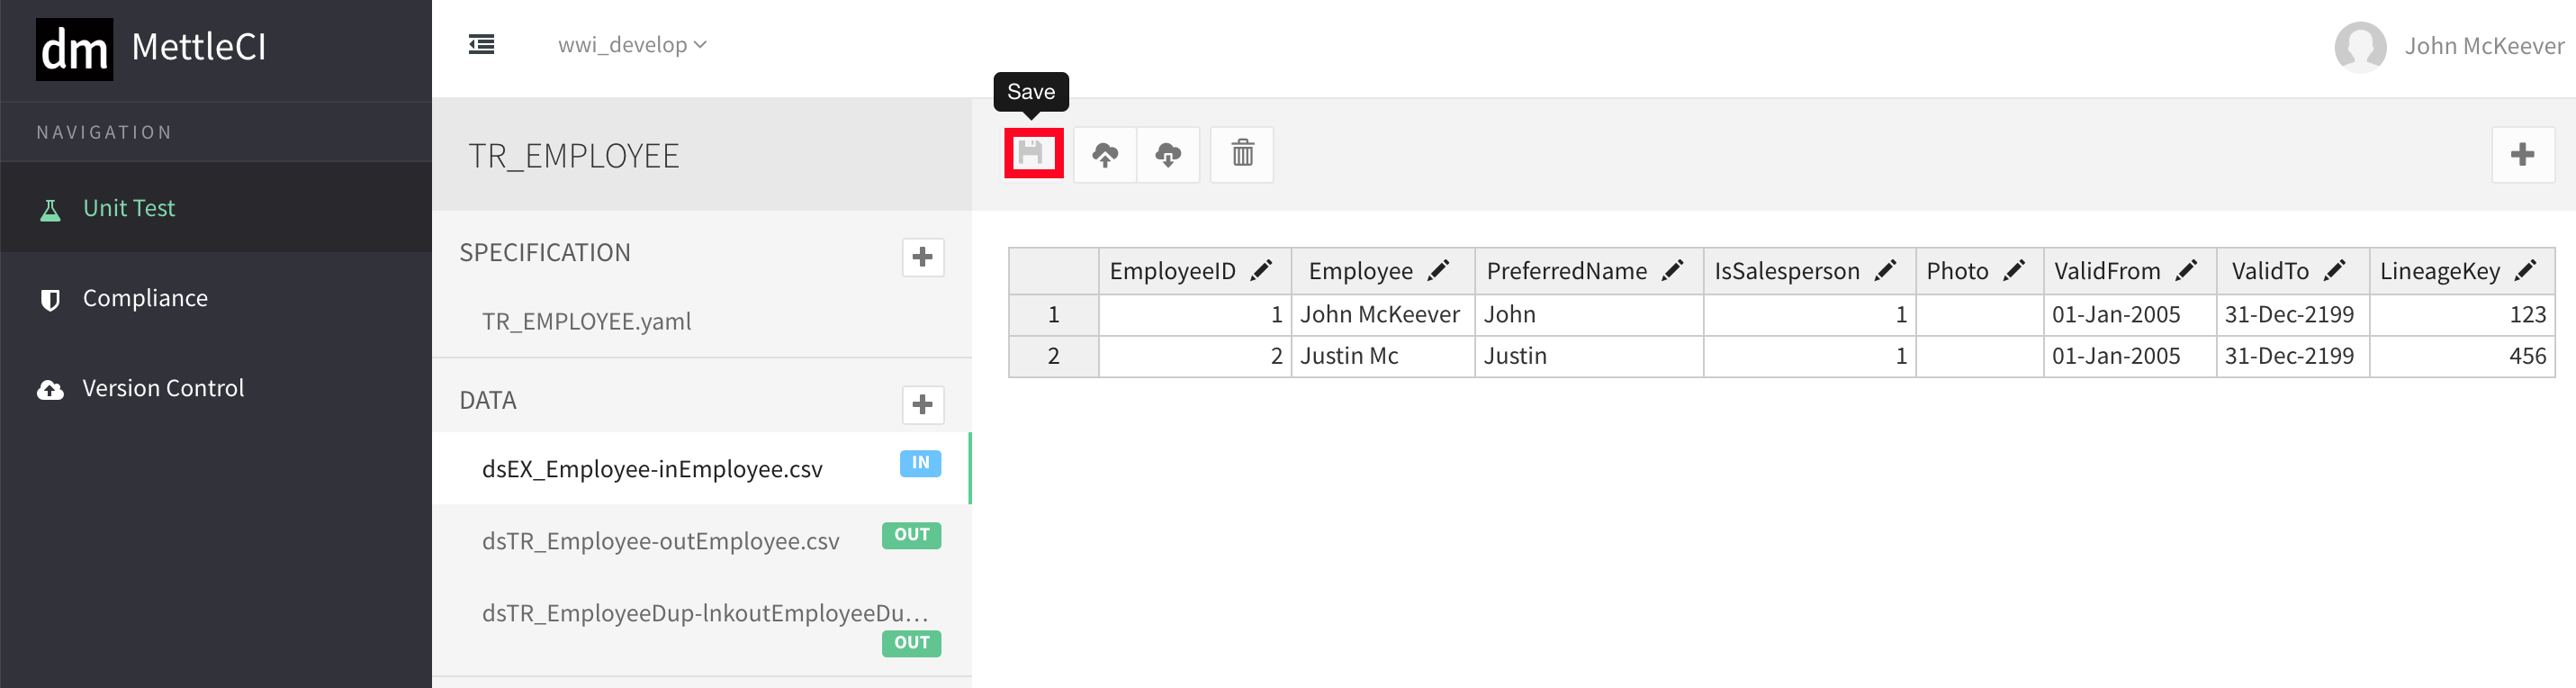 dm MettleCI
wwi_develop
John McKeever
NAVIGATION
Unit Test
Compliance
Version Control
TR_EMPLOYEE
SPECIFICATION
TR_EMPLOYEE.yaml
DATA
dsEX_Employee-inEmployee.csv IN
dsTR_Employee-outEmployee.csv OUT
dsTR_EmployeeDup-lnkoutEmployeeDu...
OUT
Save
EmployeeID Employee PreferredName IsSalesperson Photo ValidFrom ValidTo LineageKey
1 1 John McKeever John 1 01-Jan-2005 31-Dec-2199 123
2 2 Justin Mc Justin 1 01-Jan-2005 31-Dec-2199 456